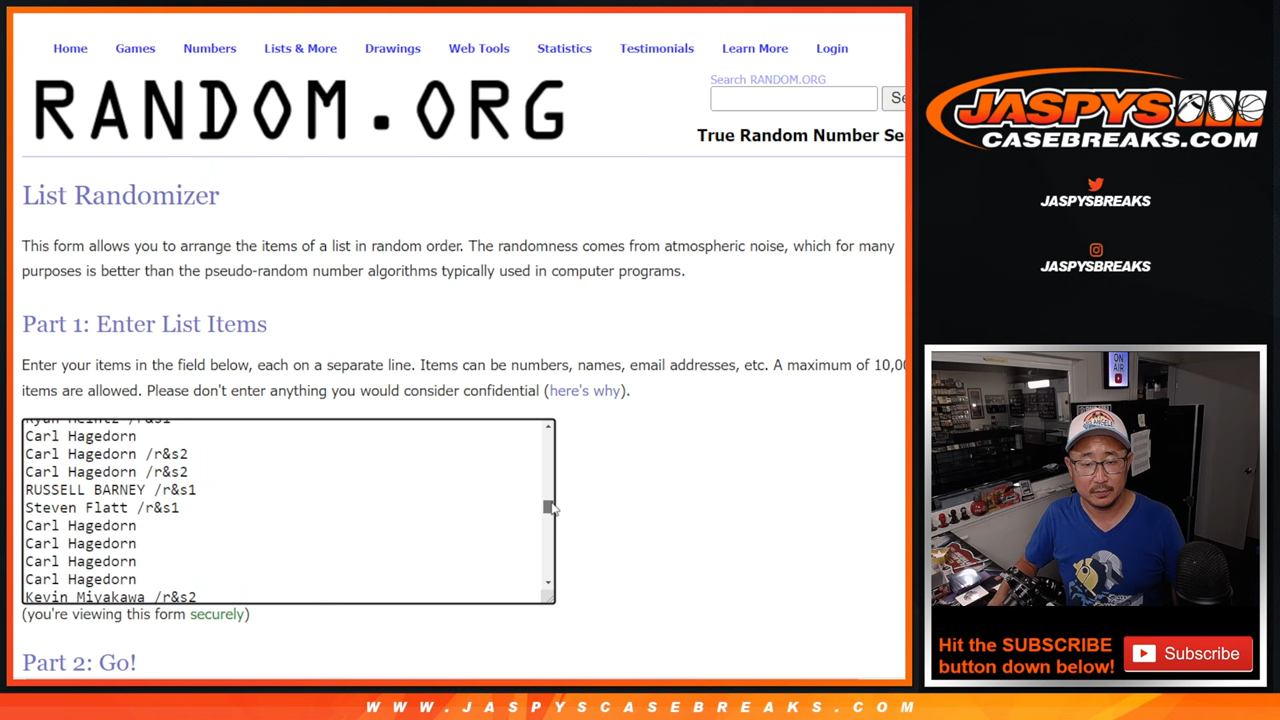 Home Games Numbers Lists & More Drawings Web Tools Statistics Testimonials Learn More Login
RANDOM.ORG
Search RANDOM.ORG
Se
True Random Number Se
List Randomizer
This form allows you to arrange the items of a list in random order. The randomness comes from atmospheric noise, which for many
purposes is better than the pseudo-random number algorithms typically used in computer programs.
Part 1: Enter List Items
Enter your items in the field below, each on a separate line. Items can be numbers, names, email addresses, etc. A maximum of 10,00
items are allowed. Please don't enter anything you would consider confidential (here's why).
Ryan Heintz /r&s1
Carl Hagedorn
Carl Hagedorn /r&s2
Carl Hagedorn /r&s2
RUSSELL BARNEY /r&s1
Steven Flatt /r&s1
Carl Hagedorn
Carl Hagedorn
Carl Hagedorn
Carl Hagedorn
Kevin Miyakawa /r&s2
(you're viewing this form securely)
Part 2: Go!
JASPYS
CASEBREAKS.COM
JASPYSBREAKS
JASPYSBREAKS
ON
AIR
Hit the SUBSCRIBE
button down below!
Subscribe
WWW.JASPYSCASEBREAKS.COM